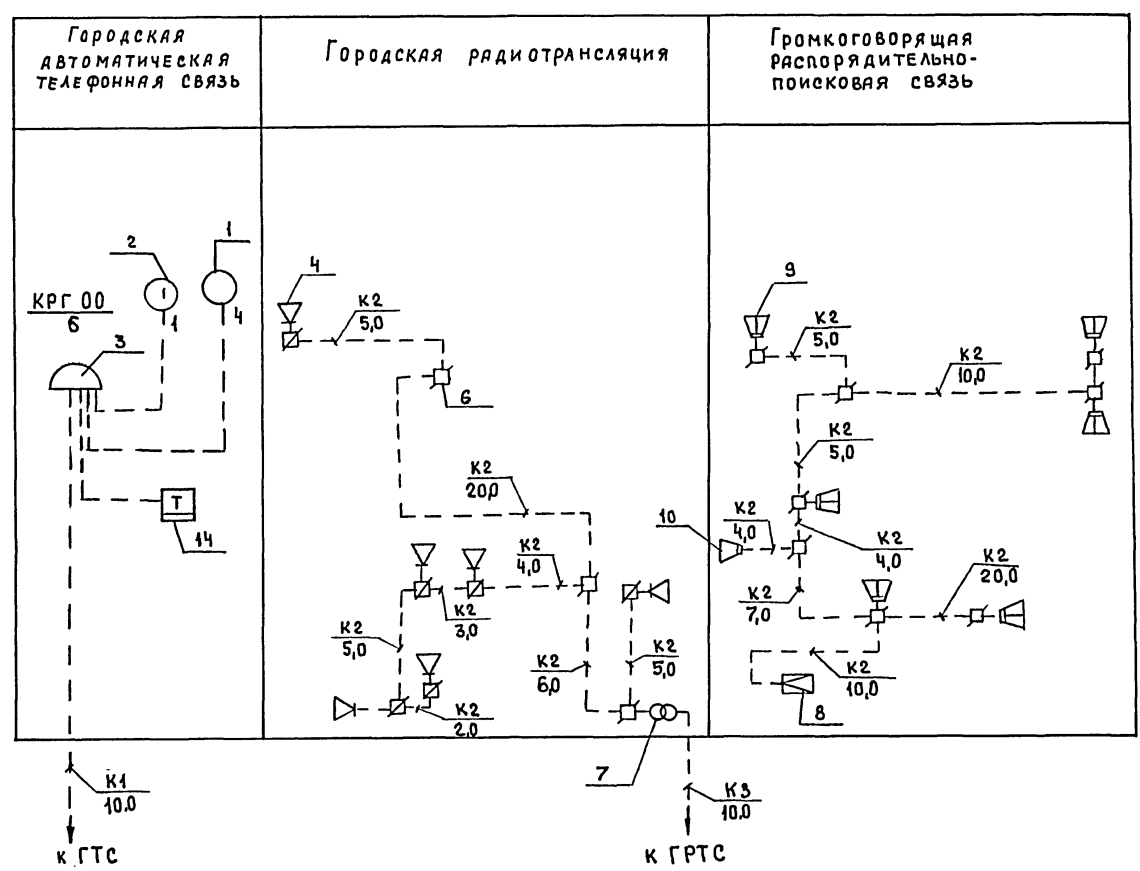 Городская
автоматическая
телефонная связь
Городская радиотрансляция
Громкоговорящая
распорядительно-
поисковая связь
2
1
КРГ 00
6
1
4
3
Т
14
К1
10,0
к ГТС
4
К2
5,0
6
К2
20,0
К2
4,0
К2
3,0
К2
5,0
К2
2,0
К2
6,0
К2
5,0
7
К3
10,0
к ГРТС
9
К2
5,0
К2
10,0
К2
5,0
10
К2
4,0
К2
4,0
К2
7,0
К2
20,0
К2
10,0
8